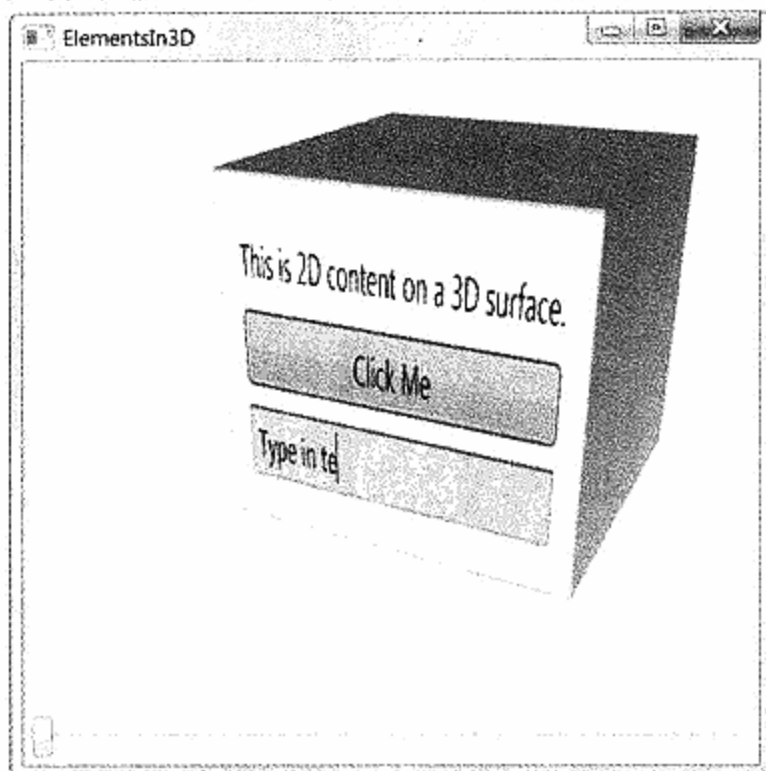 ElementsIn3D
This is 2D content on a 3D surface.
Click Me
Type in te